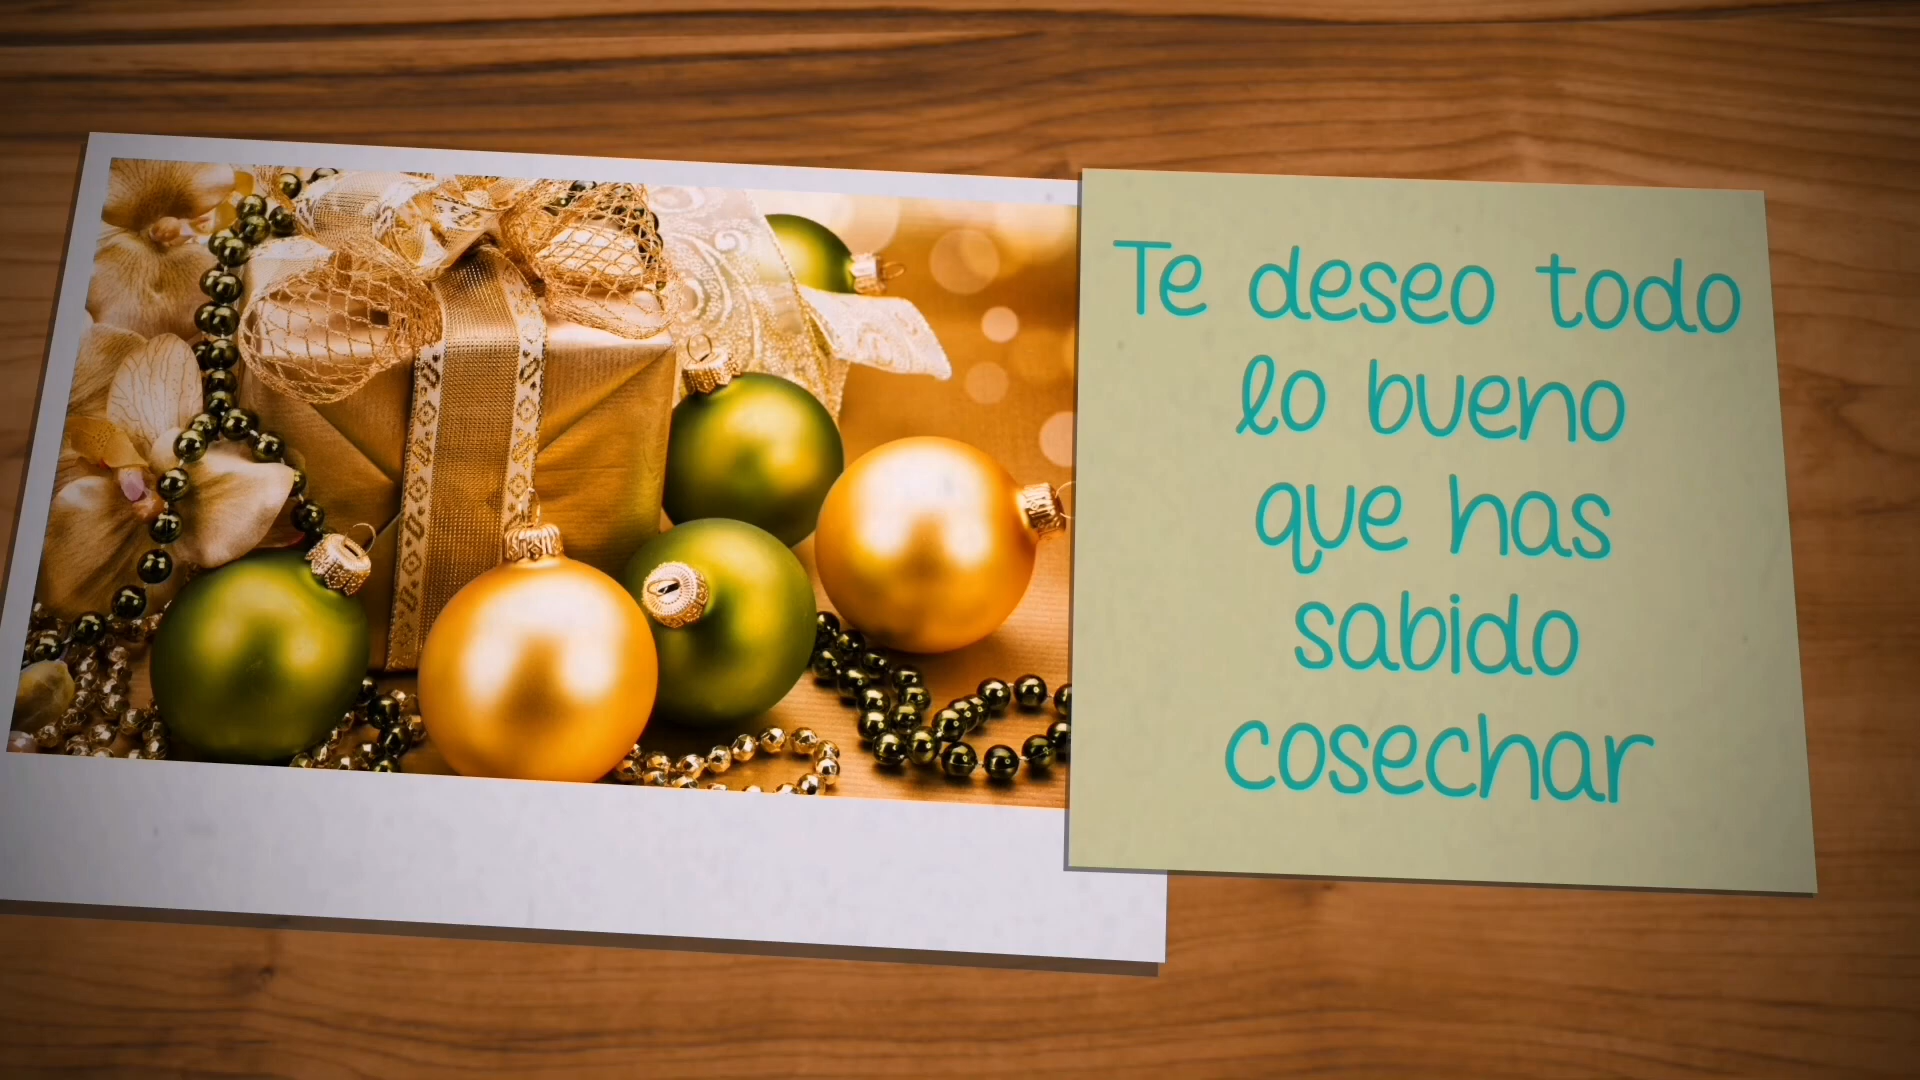 Te deseo todo
lo bueno
que has
sabido
cosechar